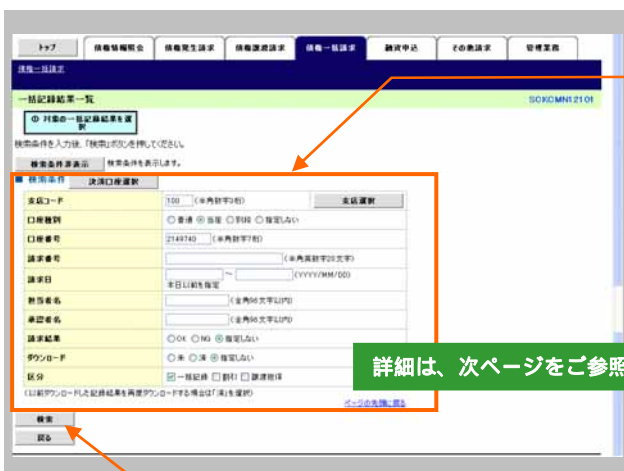 トップ 債権情報照会 債権発生請求 債権譲渡請求 債権一括請求 融資申込 その他請求 管理業務
債権一括請求
一括記録結果一覧 SCKCMN12101
① 対象の一括記録結果を選択
検索条件を入力後、「検索」ボタンを押してください。
検索条件非表示 検索条件を表示します。
■ 検索条件 決済口座選択
支店コード 100 (半角数字3桁) 支店選択
口座種別 普通 当座 別段 指定しない
口座番号 2149740 (半角数字7桁)
請求番号 (半角英数字20文字)
請求日 ~ (YYYY/MM/DD)
本日以前を指定
担当者名 (全角96文字以内)
承認者名 (全角96文字以内)
請求結果 OK NG 指定しない
ダウンロード 未 済 指定しない
区分 一括記録 割引 譲渡担保
詳細は、次ページをご参照
(以前ダウンロードした記録結果を再度ダウンロードする場合は「済」を選択)
ページの先頭に戻る
検索
戻る